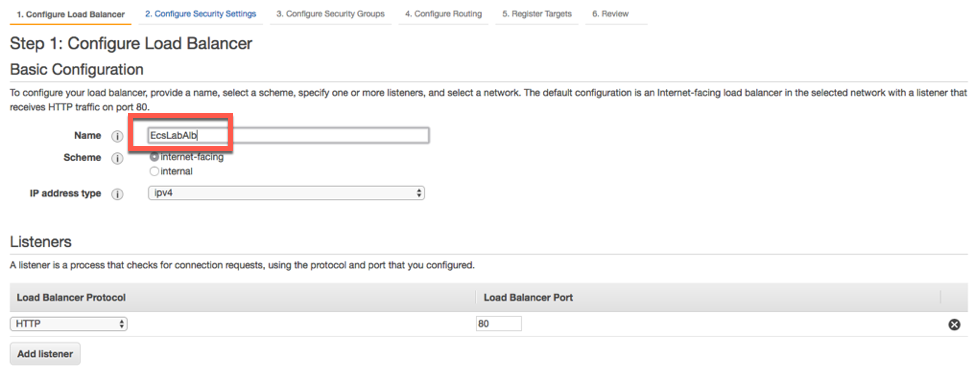 1. Configure Load Balancer 2. Configure Security Settings 3. Configure Security Groups 4. Configure Routing 5. Register Targets 6. Review
Step 1: Configure Load Balancer
Basic Configuration
To configure your load balancer, provide a name, select a scheme, specify one or more listeners, and select a network. The default configuration is an Internet-facing load balancer in the selected network with a listener that
receives HTTP traffic on port 80.
Name i EcsLabAlb
Scheme i internet-facing
internal
IP address type i ipv4
Listeners
A listener is a process that checks for connection requests, using the protocol and port that you configured.
Load Balancer Protocol Load Balancer Port
HTTP 80
Add listener